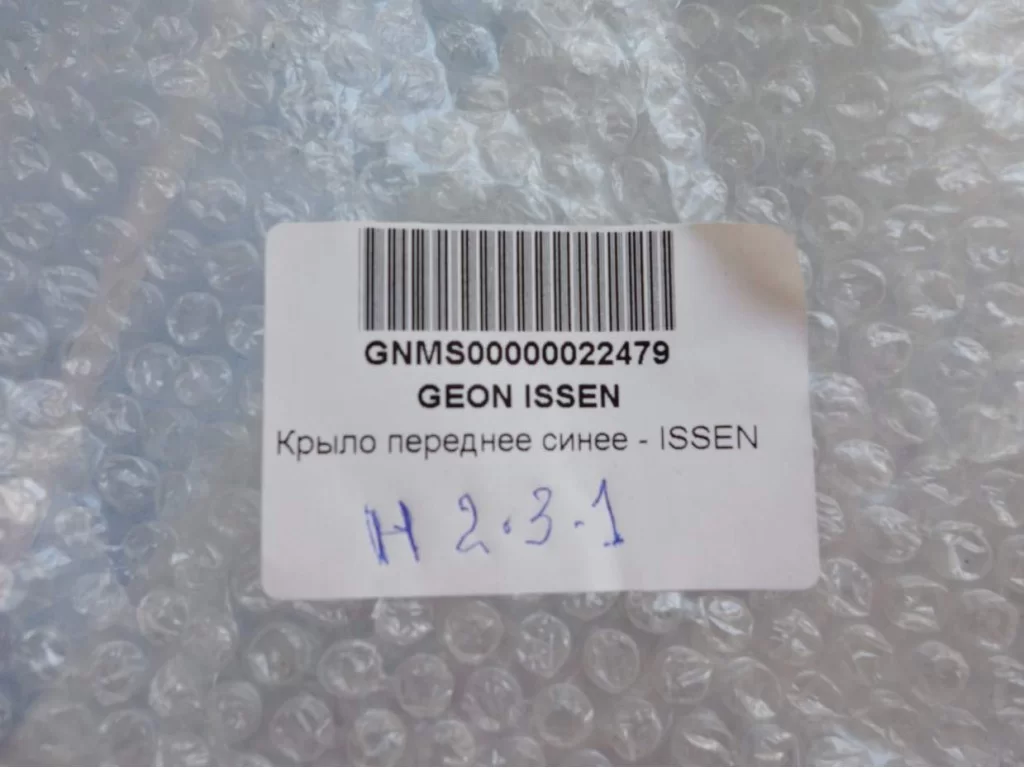 GNMS00000022479
GEON ISSEN
Крыло переднее синее - ISSEN
Н 2.3.1